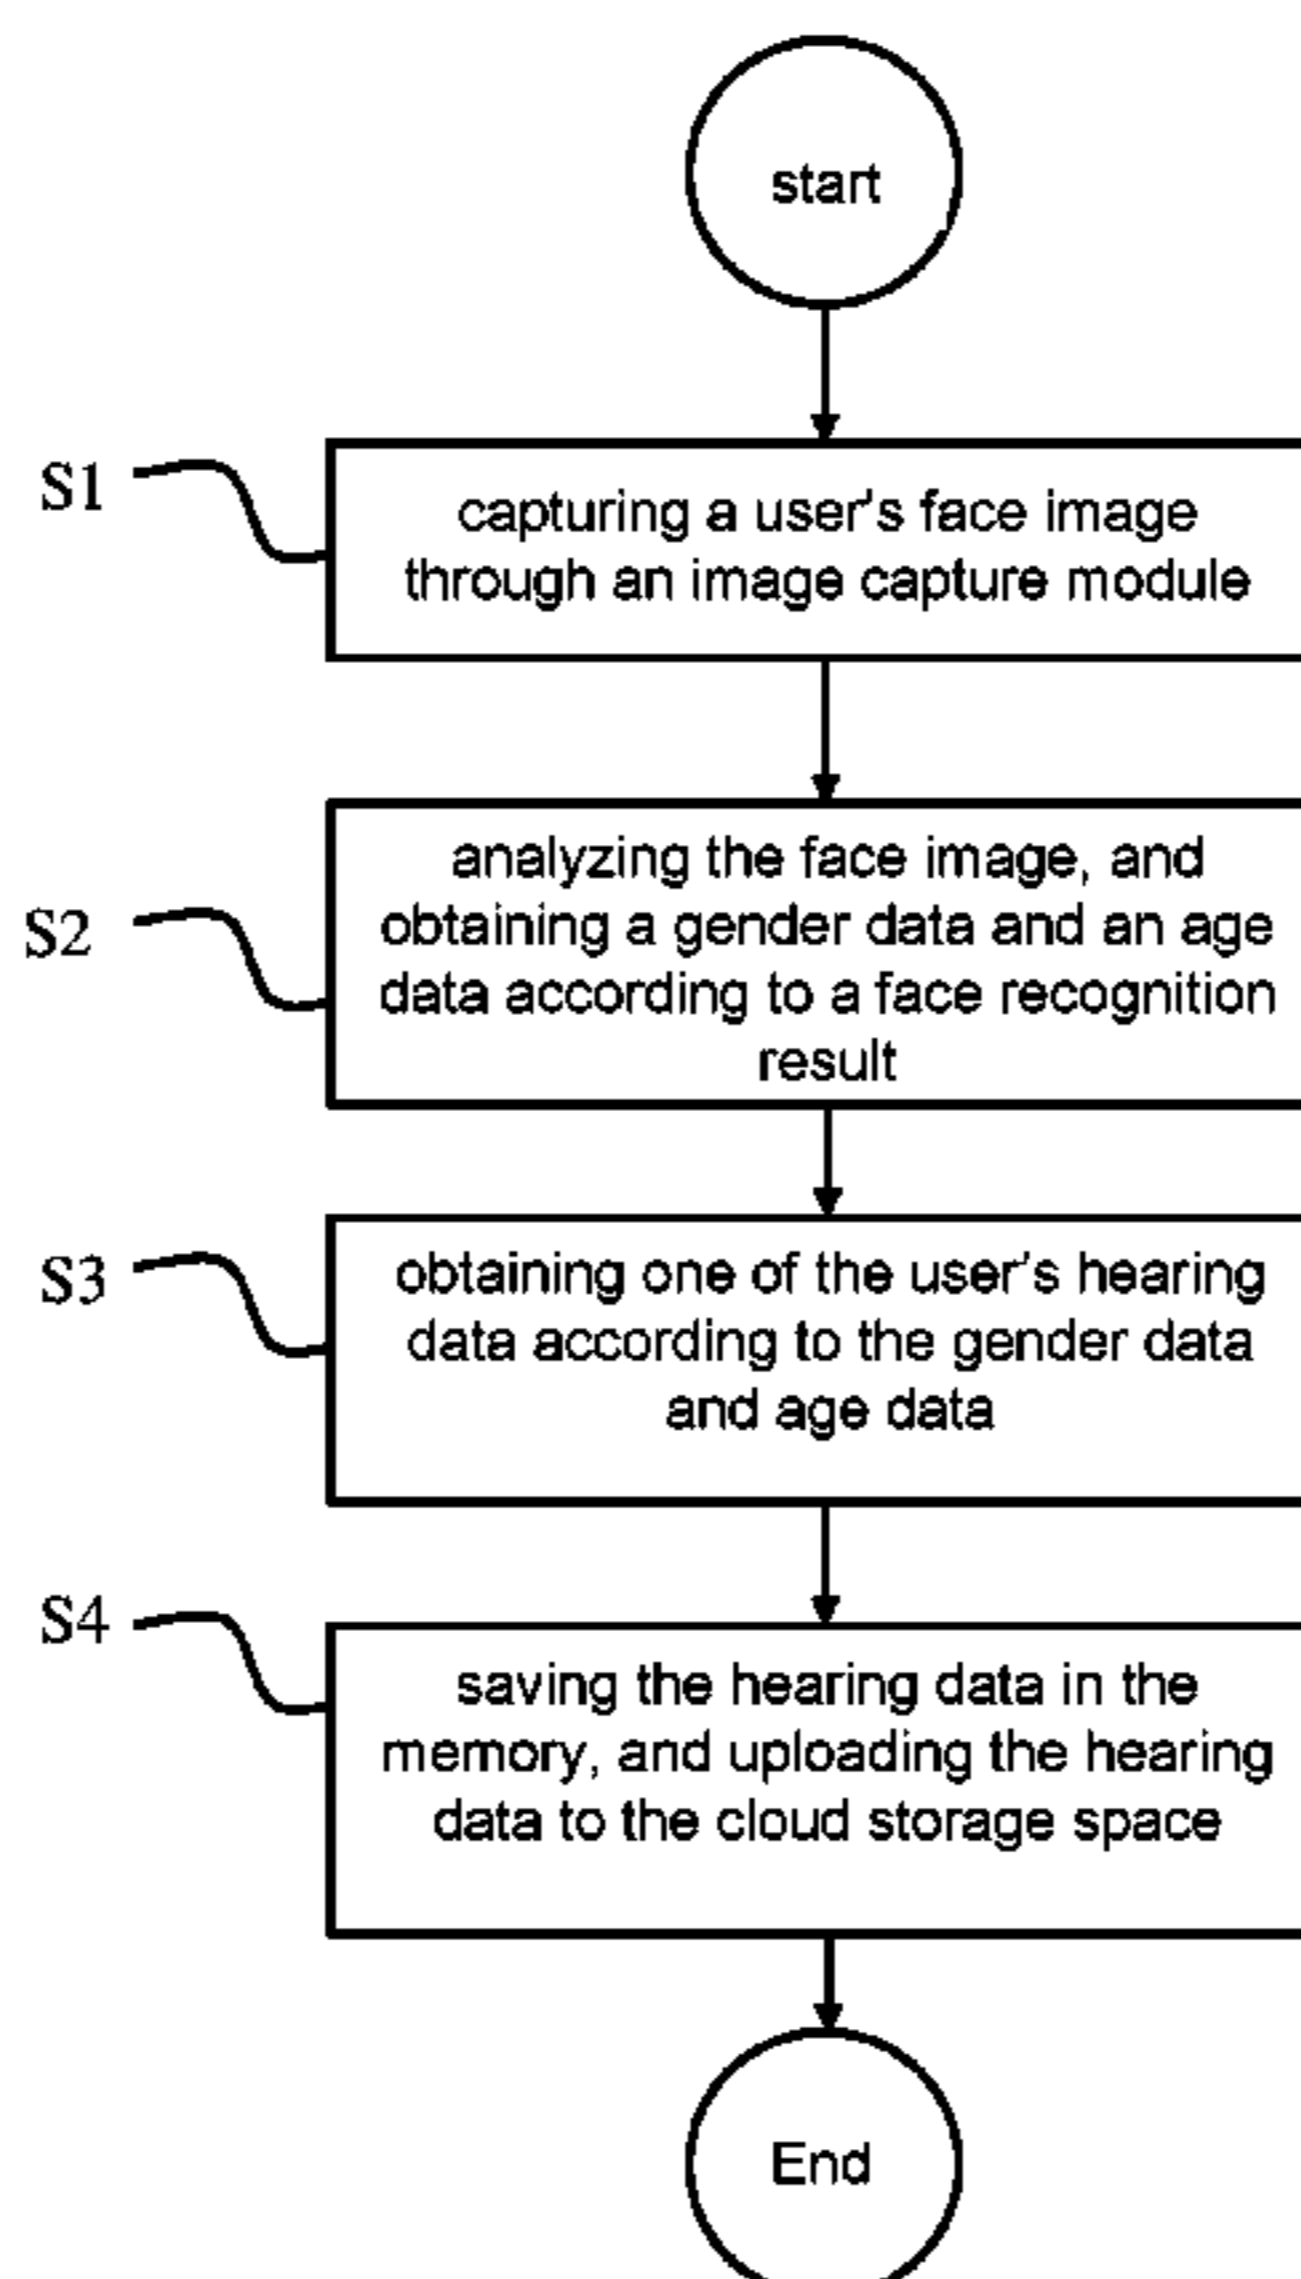 start
S1
capturing a user's face image
through an image capture module
S2
analyzing the face image, and
obtaining a gender data and an age
data according to a face recognition
result
S3
obtaining one of the user's hearing
data according to the gender data
and age data
S4
saving the hearing data in the
memory, and uploading the hearing
data to the cloud storage space
End